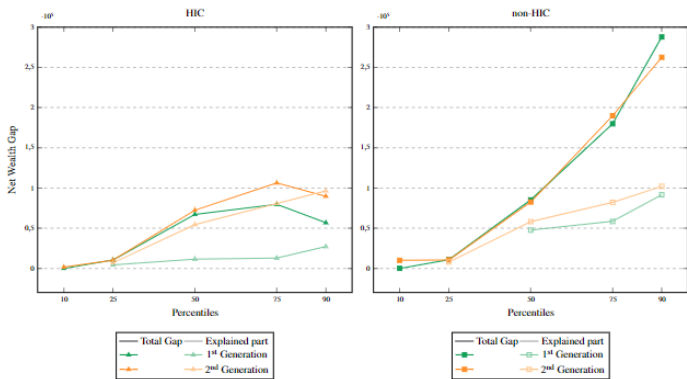 HIC
·10⁵
3
2,5
2
1,5
1
0,5
0
10 25 50 75 90
Net Wealth Gap
Percentiles
Total Gap Explained part
1st Generation
2nd Generation
non-HIC
·10⁵
3
2,5
2
1,5
1
0,5
0
10 25 50 75 90
Percentiles
Total Gap Explained part
1st Generation
2nd Generation